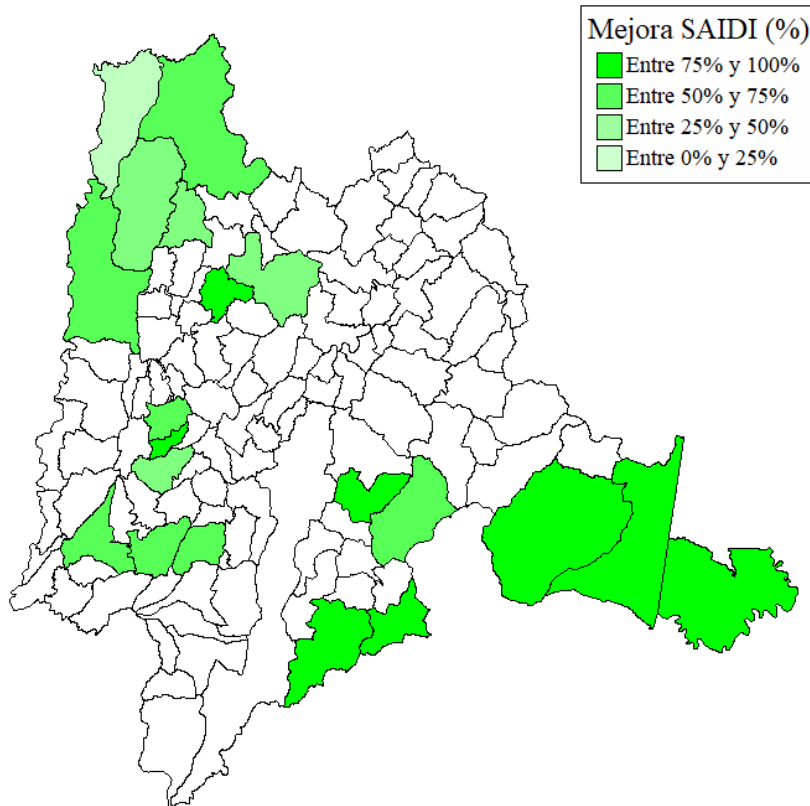 Mejora SAIDI (%)
Entre 75% y 100%
Entre 50% y 75%
Entre 25% y 50%
Entre 0% y 25%